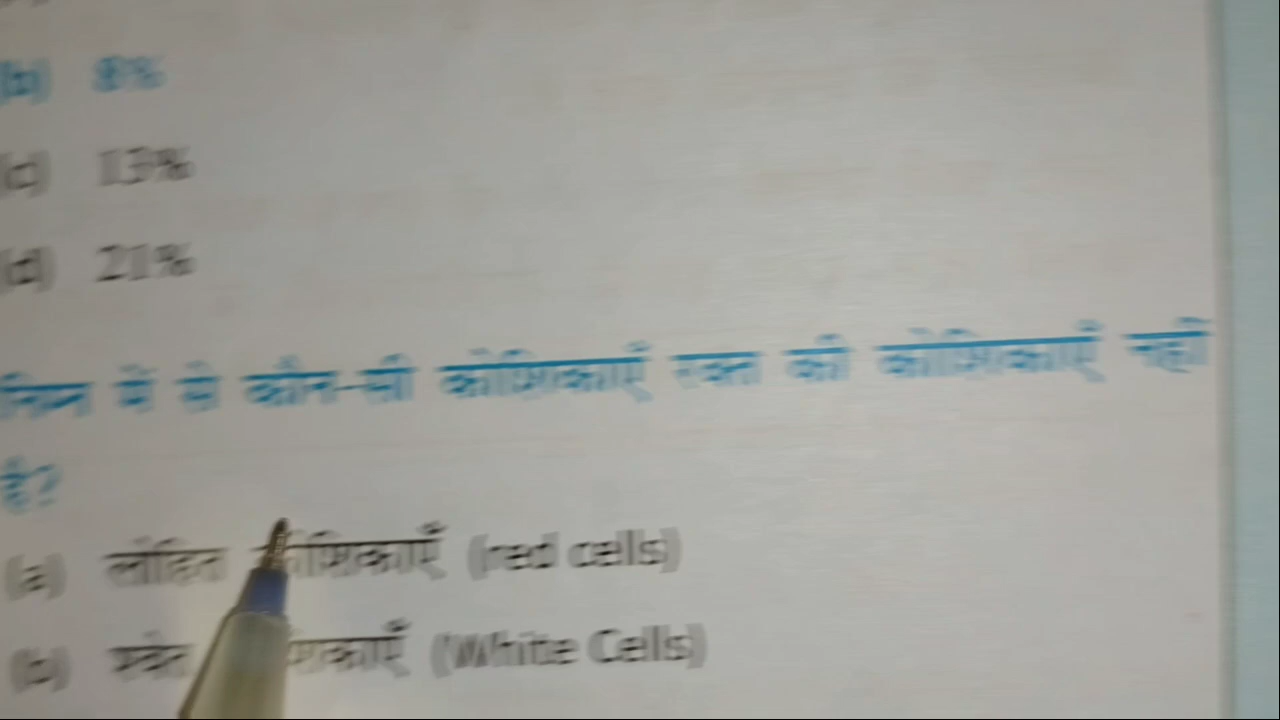 (b) 8%
(c) 13%
(d) 21%
निम्न में से कौन-सी कोशिकाएँ रक्त की कोशिकाएँ नहीं
है?
(a) लोहित कोशिकाएँ (red cells)
(b) श्वेत (White Cells)